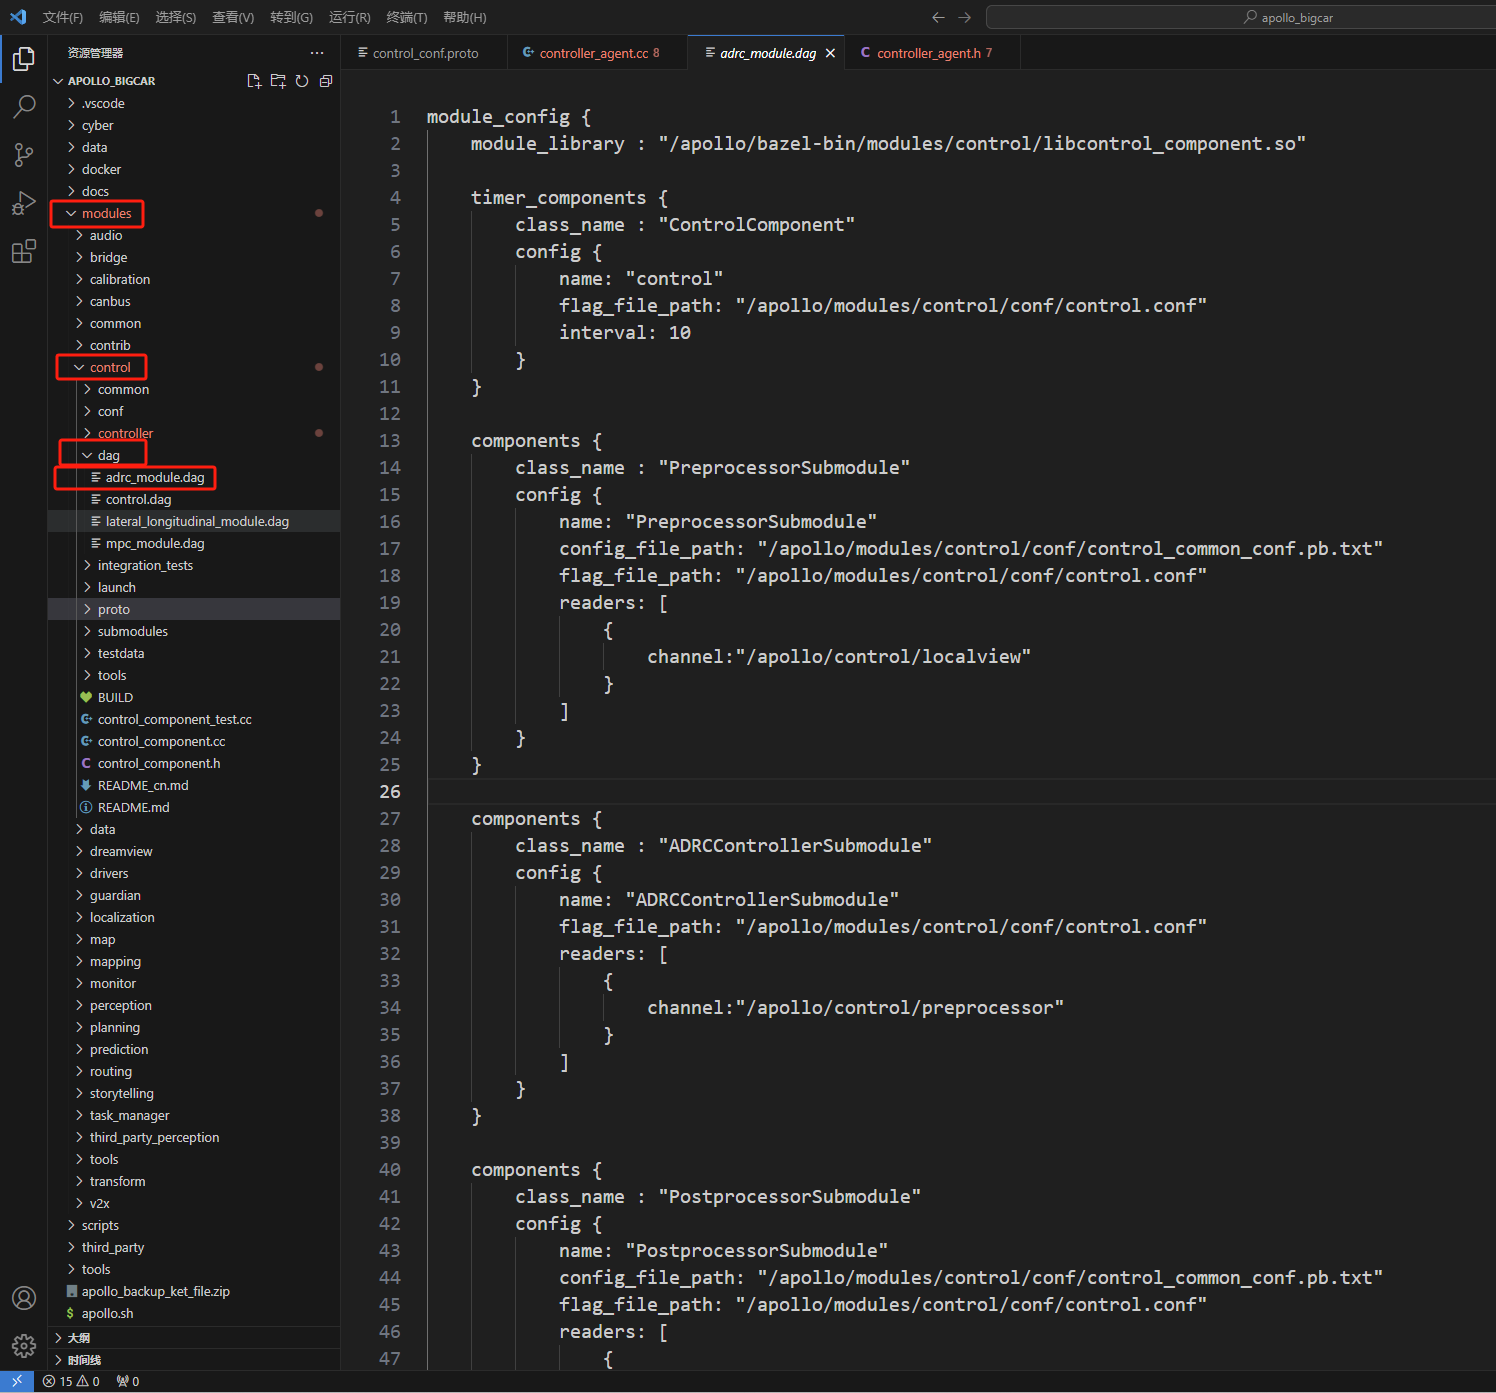 文件(F) 编辑(E) 选择(S) 查看(V) 转到(G) 运行(R) 终端(T) 帮助(H)
apollo_bigcar
资源管理器
control_conf.proto
controller_agent.cc 8
adrc_module.dag
controller_agent.h 7
APOLLO_BIGCAR
.vscode
cyber
data
docker
docs
modules
audio
bridge
calibration
canbus
common
contrib
control
common
conf
controller
dag
adrc_module.dag
control.dag
lateral_longitudinal_module.dag
mpc_module.dag
integration_tests
launch
proto
submodules
testdata
tools
BUILD
control_component_test.cc
control_component.cc
control_component.h
README_cn.md
README.md
data
dreamview
drivers
guardian
localization
map
mapping
monitor
perception
planning
prediction
routing
storytelling
task_manager
third_party_perception
tools
transform
v2x
scripts
third_party
tools
apollo_backup_ket_file.zip
apollo.sh
大纲
时间线
1 module_config {
2 module_library : "/apollo/bazel-bin/modules/control/libcontrol_component.so"
3
4 timer_components {
5 class_name : "ControlComponent"
6 config {
7 name: "control"
8 flag_file_path: "/apollo/modules/control/conf/control.conf"
9 interval: 10
10 }
11 }
12
13 components {
14 class_name : "PreprocessorSubmodule"
15 config {
16 name: "PreprocessorSubmodule"
17 config_file_path: "/apollo/modules/control/conf/control_common_conf.pb.txt"
18 flag_file_path: "/apollo/modules/control/conf/control.conf"
19 readers: [
20 {
21 channel:"/apollo/control/localview"
22 }
23 ]
24 }
25 }
26
27 components {
28 class_name : "ADRCControllerSubmodule"
29 config {
30 name: "ADRCControllerSubmodule"
31 flag_file_path: "/apollo/modules/control/conf/control.conf"
32 readers: [
33 {
34 channel:"/apollo/control/preprocessor"
35 }
36 ]
37 }
38 }
39
40 components {
41 class_name : "PostprocessorSubmodule"
42 config {
43 name: "PostprocessorSubmodule"
44 config_file_path: "/apollo/modules/control/conf/control_common_conf.pb.txt"
45 flag_file_path: "/apollo/modules/control/conf/control.conf"
46 readers: [
47 {
15 0 0